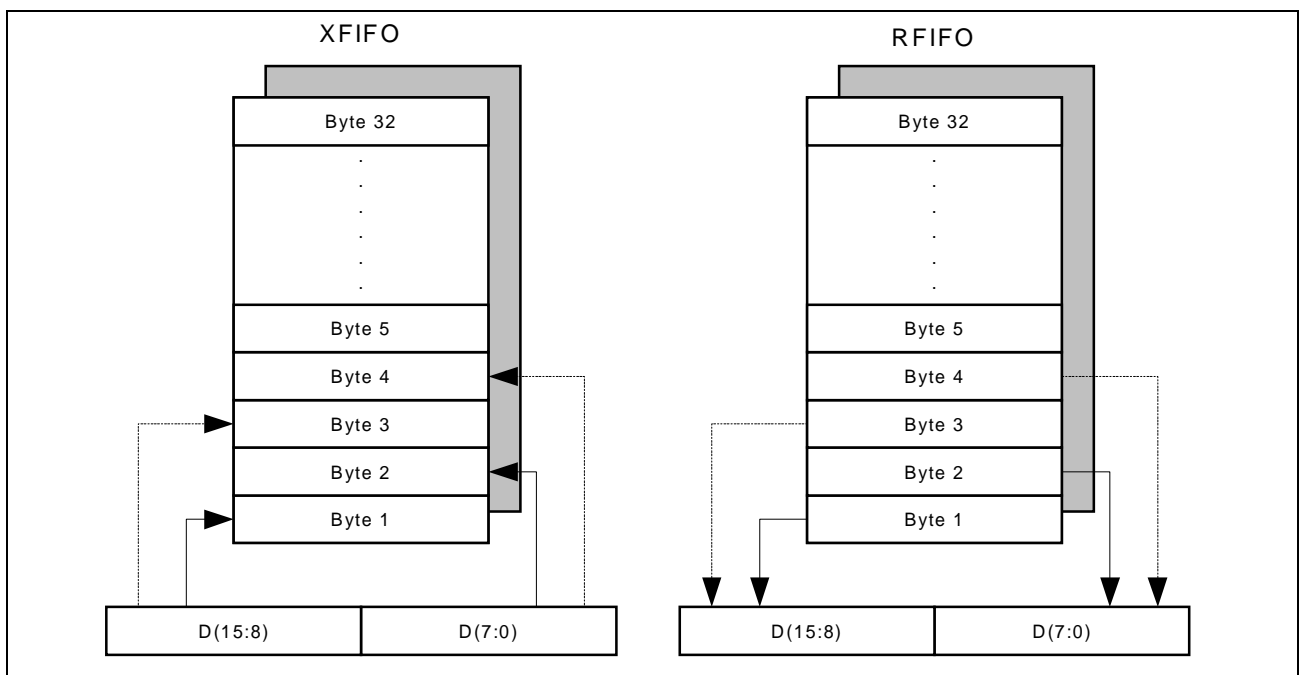 XFIFO
Byte 32
.
.
.
.
.
.
Byte 5
Byte 4
Byte 3
Byte 2
Byte 1
D(15:8)
D(7:0)
RFIFO
Byte 32
.
.
.
.
.
.
Byte 5
Byte 4
Byte 3
Byte 2
Byte 1
D(15:8)
D(7:0)